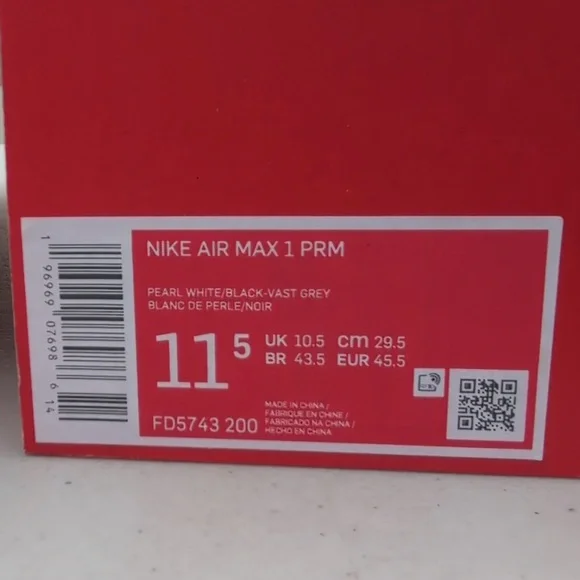 NIKE AIR MAX 1 PRM
PEARL WHITE/BLACK-VAST GREY
BLANC DE PERLE/NOIR
11 5 UK 10.5 cm 29.5
BR 43.5 EUR 45.5
FD5743 200
MADE IN CHINA /
FABRIQUE EN CHINE /
FABRICADO NA CHINA /
HECHO EN CHINA
1 96969 07698 6 14